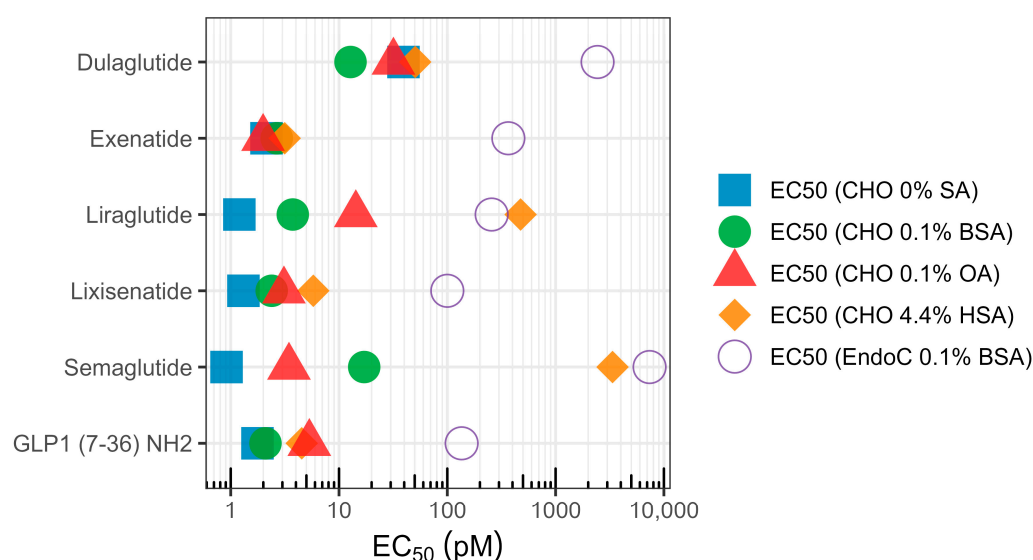 Dulaglutide
Exenatide
Liraglutide
Lixisenatide
Semaglutide
GLP1 (7-36) NH2
1 10 100 1000 10,000
EC50 (pM)
EC50 (CHO 0% SA)
EC50 (CHO 0.1% BSA)
EC50 (CHO 0.1% OA)
EC50 (CHO 4.4% HSA)
EC50 (EndoC 0.1% BSA)